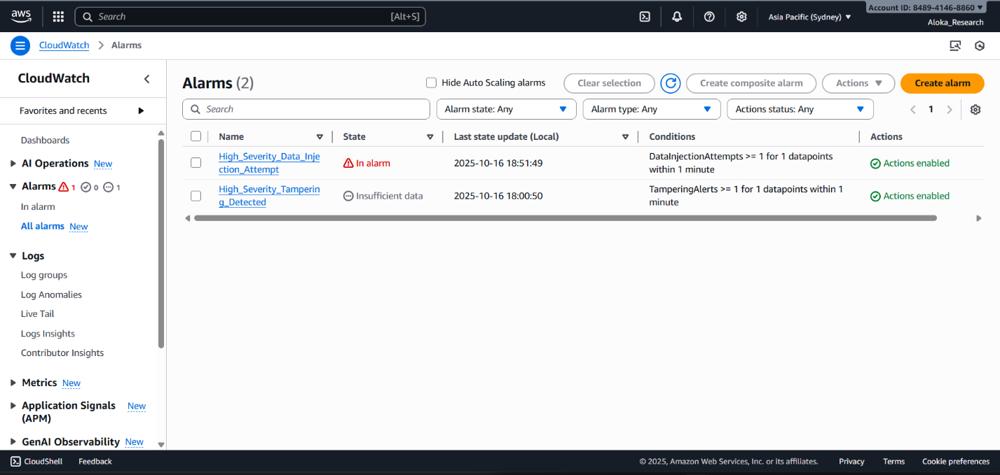 aws
Search [Alt+S]
Asia Pacific (Sydney)
Account ID: 8489-4146-8860
Aloka_Research
CloudWatch
Alarms
CloudWatch
Favorites and recents
Dashboards
AI Operations New
Alarms 1 0 1
In alarm
All alarms New
Logs
Log groups
Log Anomalies
Live Tail
Logs Insights
Contributor Insights
Metrics New
Application Signals New
(APM)
GenAI Observability New
Alarms (2)
Hide Auto Scaling alarms
Clear selection
Create composite alarm
Actions
Create alarm
Search
Alarm state: Any
Alarm type: Any
Actions status: Any
1
Name State Last state update (Local) Conditions Actions
High_Severity_Data_Inje
ction_Attempt
In alarm
2025-10-16 18:51:49
DataInjectionAttempts >= 1 for 1 datapoints
within 1 minute
Actions enabled
High_Severity_Tamperin
g_Detected
Insufficient data
2025-10-16 18:00:50
TamperingAlerts >= 1 for 1 datapoints within 1
minute
Actions enabled
CloudShell Feedback
© 2025, Amazon Web Services, Inc. or its affiliates. Privacy Terms Cookie preferences